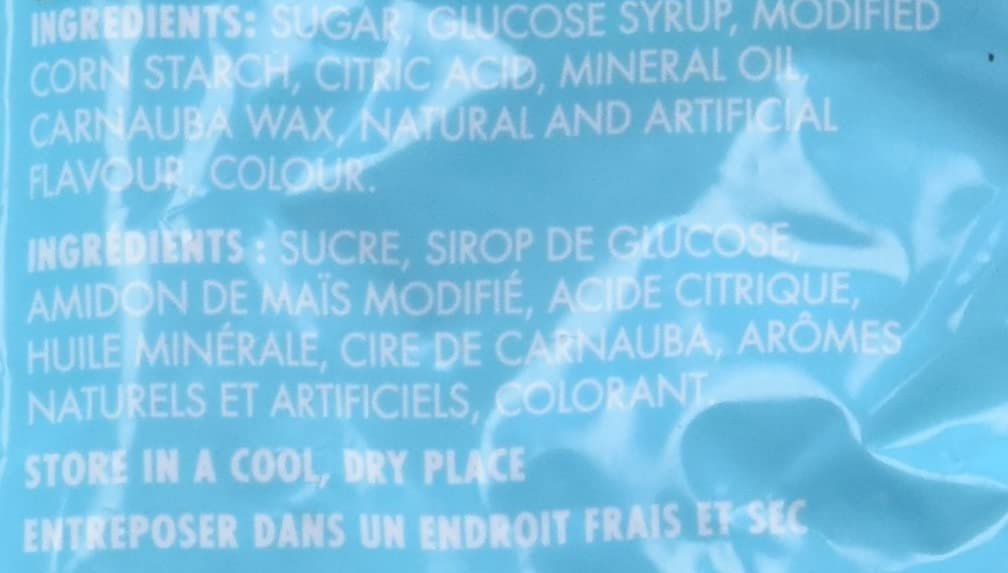 INGREDIENTS: SUGAR, GLUCOSE SYRUP, MODIFIED
CORN STARCH, CITRIC ACID, MINERAL OIL,
CARNAUBA WAX, NATURAL AND ARTIFICIAL
FLAVOUR, COLOUR.
INGRÉDIENTS : SUCRE, SIROP DE GLUCOSE,
AMIDON DE MAÏS MODIFIÉ, ACIDE CITRIQUE,
HUILE MINÉRALE, CIRE DE CARNAUBA, ARÔMES
NATURELS ET ARTIFICIELS, COLORANT.
STORE IN A COOL, DRY PLACE
ENTREPOSER DANS UN ENDROIT FRAIS ET SEC